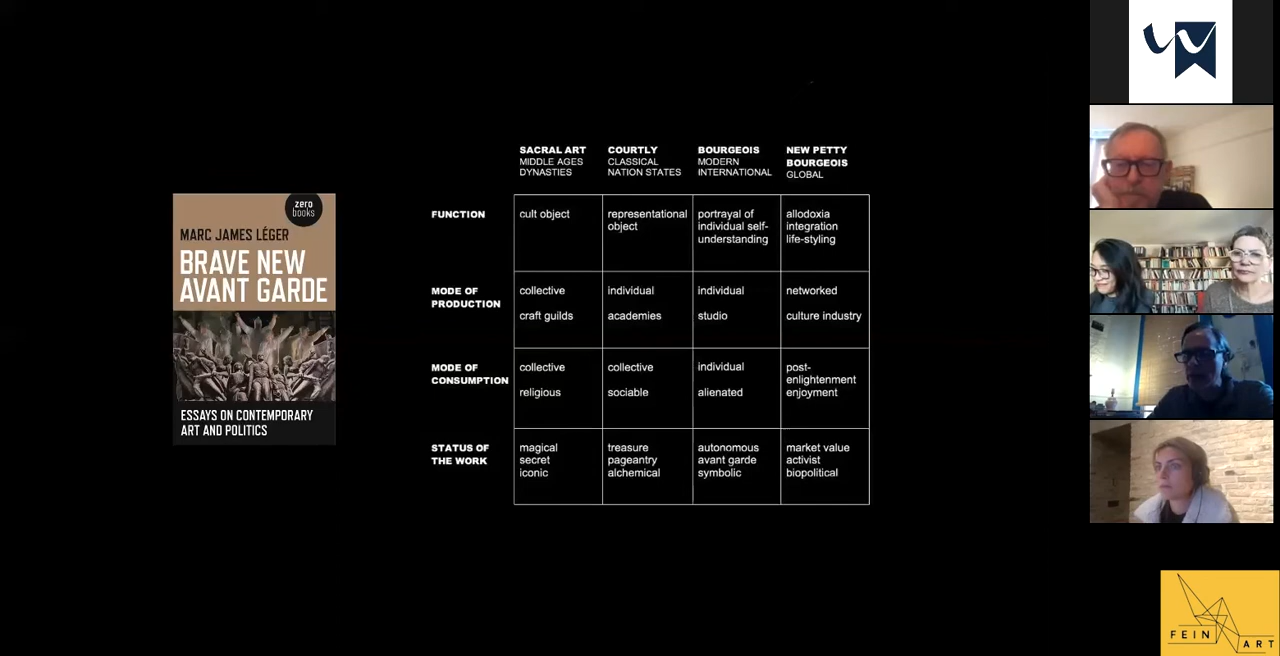 zero
books
MARC JAMES LÉGER
BRAVE NEW
AVANT GARDE
ESSAYS ON CONTEMPORARY
ART AND POLITICS
SACRAL ART
MIDDLE AGES
DYNASTIES
COURTLY
CLASSICAL
NATION STATES
BOURGEOIS
MODERN
INTERNATIONAL
NEW PETTY
BOURGEOIS
GLOBAL
FUNCTION
cult object
representational
object
portrayal of
individual self-
understanding
allodoxia
integration
life-styling
MODE OF
PRODUCTION
collective
craft guilds
individual
academies
individual
studio
networked
culture industry
MODE OF
CONSUMPTION
collective
religious
collective
sociable
individual
alienated
post-
enlightenment
enjoyment
STATUS OF
THE WORK
magical
secret
iconic
treasure
pageantry
alchemical
autonomous
avant garde
symbolic
market value
activist
biopolitical
FEIN
ART